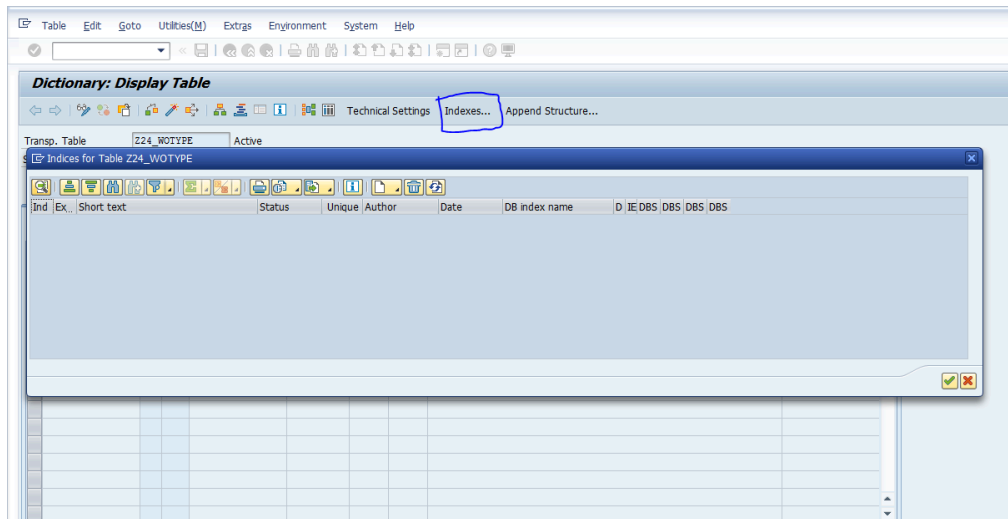 Table Edit Goto Utilities(M) Extras Environment System Help
Dictionary: Display Table
Technical Settings Indexes... Append Structure...
Transp. Table Z24_WOTYPE Active
Indices for Table Z24_WOTYPE
Ind Ex.. Short text Status Unique Author Date DB index name D IE DBS DBS DBS DBS